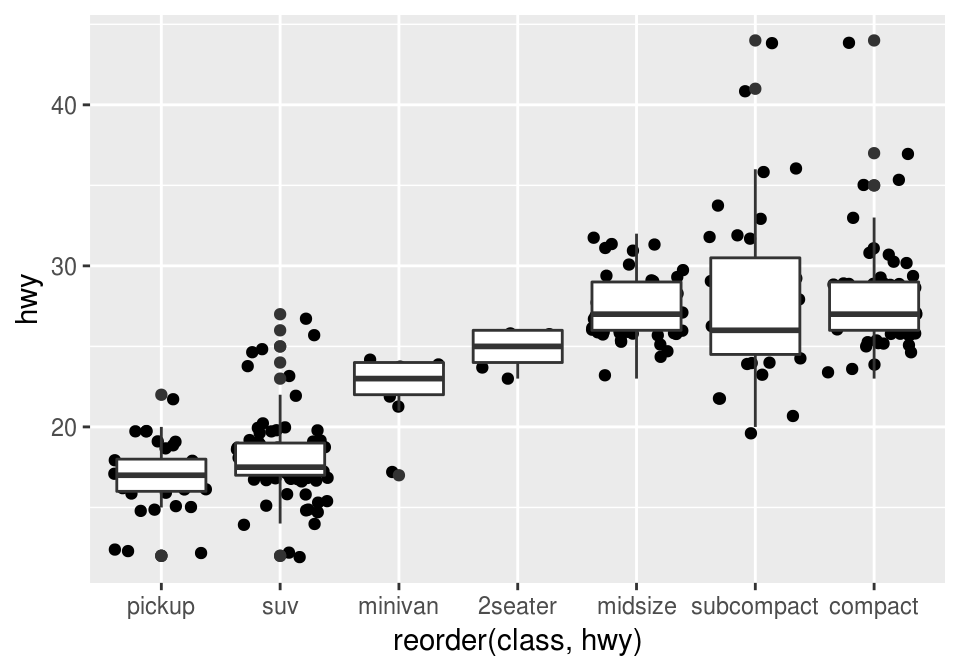 hwy
40
30
20
pickup suv minivan 2seater midsize subcompact compact
reorder(class, hwy)